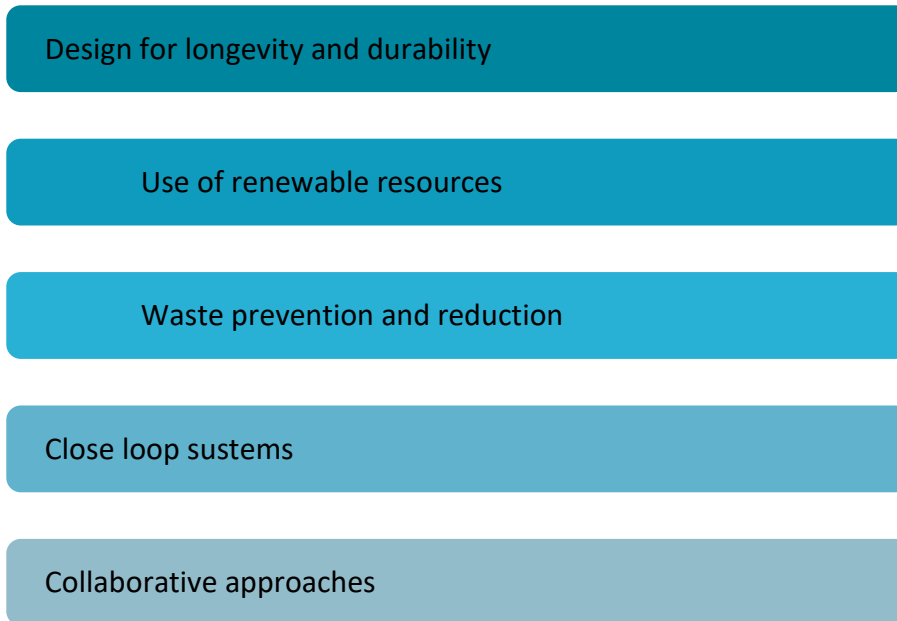 Design for longevity and durability
Use of renewable resources
Waste prevention and reduction
Close loop sustems
Collaborative approaches